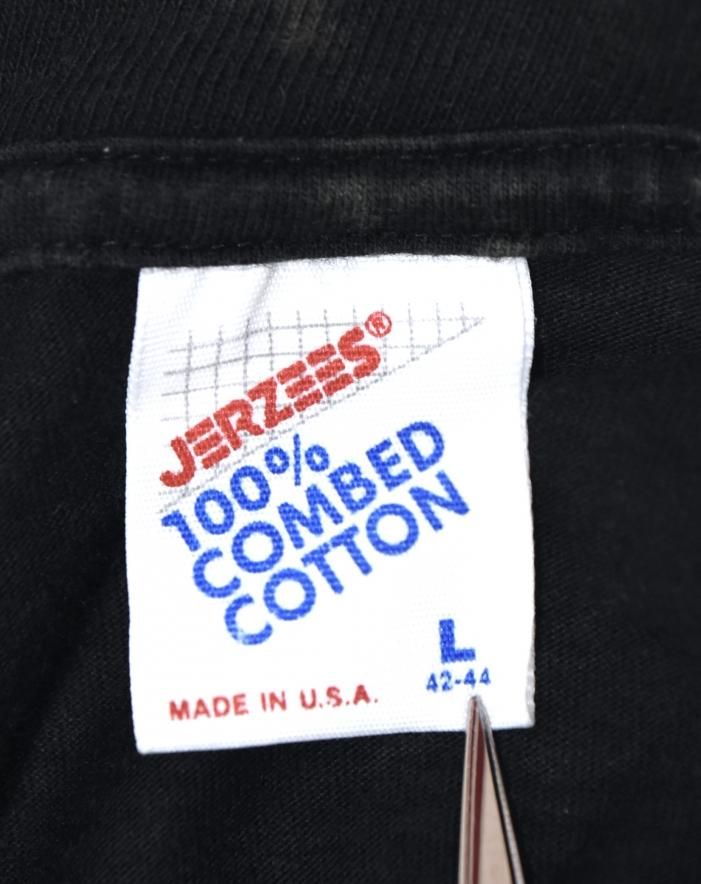 JERZEES®
100%
COMBED
COTTON
L
42-44
MADE IN U.S.A.